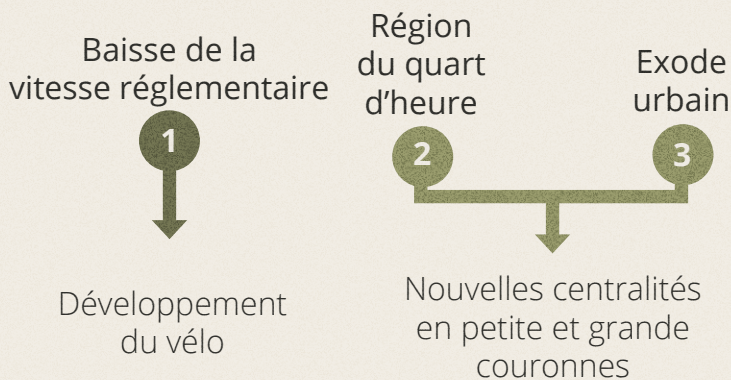 Baisse de la
vitesse réglementaire
1
Développement
du vélo
Région
du quart
d’heure
2
Exode
urbain
3
Nouvelles centralités
en petite et grande
couronnes